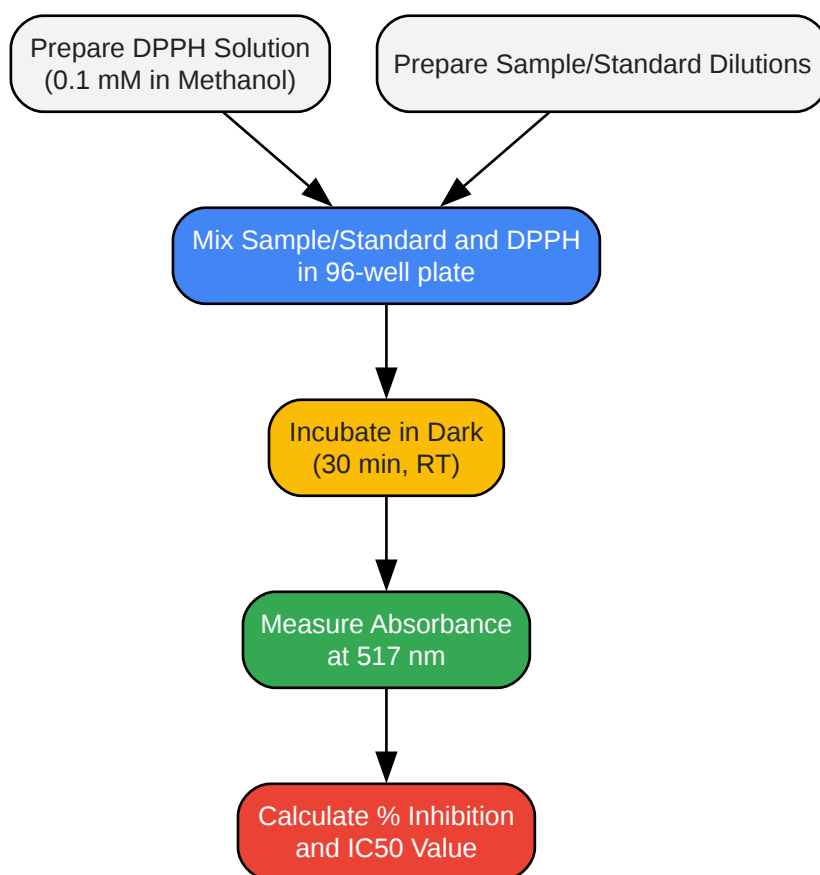 Prepare DPPH Solution
(0.1 mM in Methanol)
Prepare Sample/Standard Dilutions
Mix Sample/Standard and DPPH
in 96-well plate
Incubate in Dark
(30 min, RT)
Measure Absorbance
at 517 nm
Calculate % Inhibition
and IC50 Value